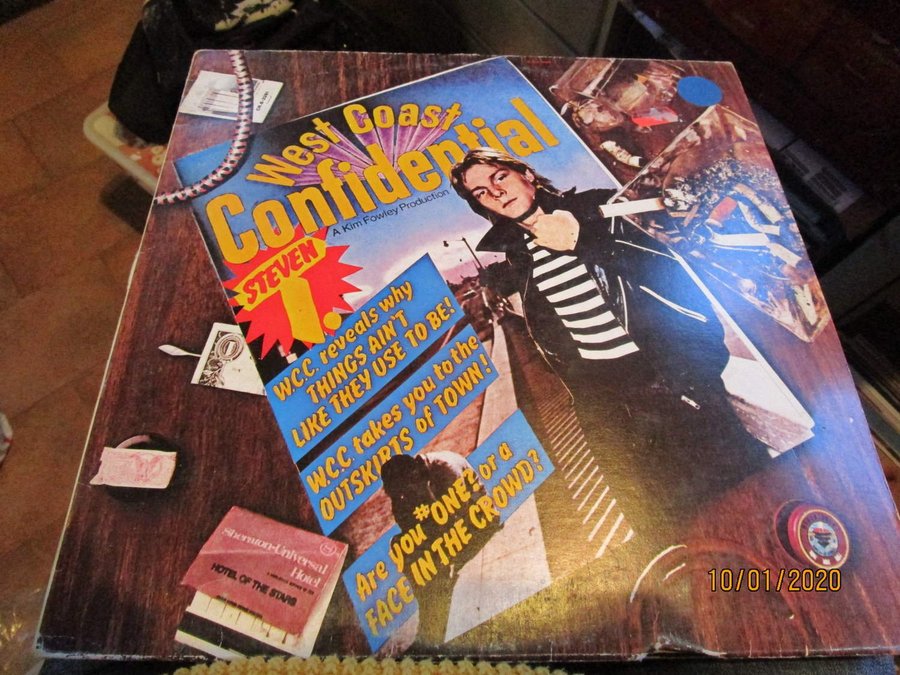 West Coast
Confidential
A Kim Fowley Production
STEVEN
T.
W.C.C. reveals why
THINGS AIN'T
LIKE THEY USE TO BE!
W.C.C. takes you to the
OUTSKIRTS of TOWN!
Are you #ONE? or a
FACE IN THE CROWD?
Sheraton-Universal
Hotel
HOTEL OF THE STARS
10/01/2020